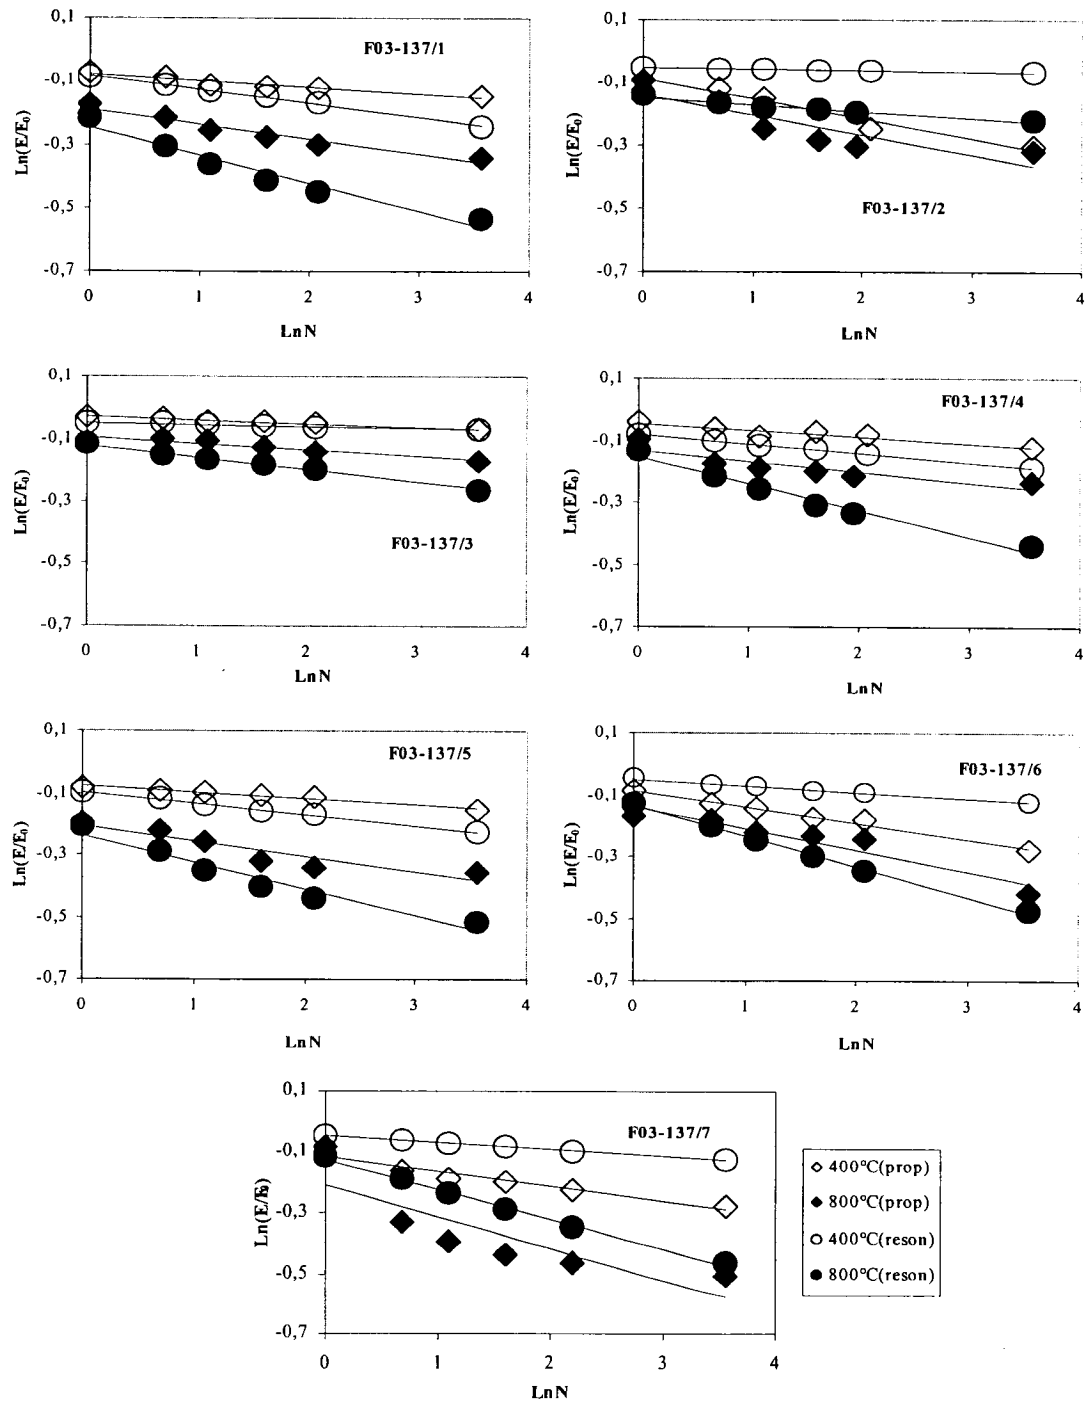 0,1
-0,1
-0,3
-0,5
-0,7
Ln(E/E₀)
F03-137/1
0 1 2 3 4
LnN
0,1
-0,1
-0,3
-0,5
-0,7
Ln(E/E₀)
F03-137/2
0 1 2 3 4
LnN
0,1
-0,1
-0,3
-0,5
-0,7
Ln(E/E₀)
F03-137/3
0 1 2 3 4
LnN
0,1
-0,1
-0,3
-0,5
-0,7
Ln(E/E₀)
F03-137/4
0 1 2 3 4
LnN
0,1
-0,1
-0,3
-0,5
-0,7
Ln(E/E₀)
F03-137/5
0 1 2 3 4
LnN
0,1
-0,1
-0,3
-0,5
-0,7
Ln(E/E₀)
F03-137/6
0 1 2 3 4
LnN
0,1
-0,1
-0,3
-0,5
-0,7
Ln(E/E₀)
F03-137/7
0 1 2 3 4
LnN
400°C(prop)
800°C(prop)
400°C(reson)
800°C(reson)